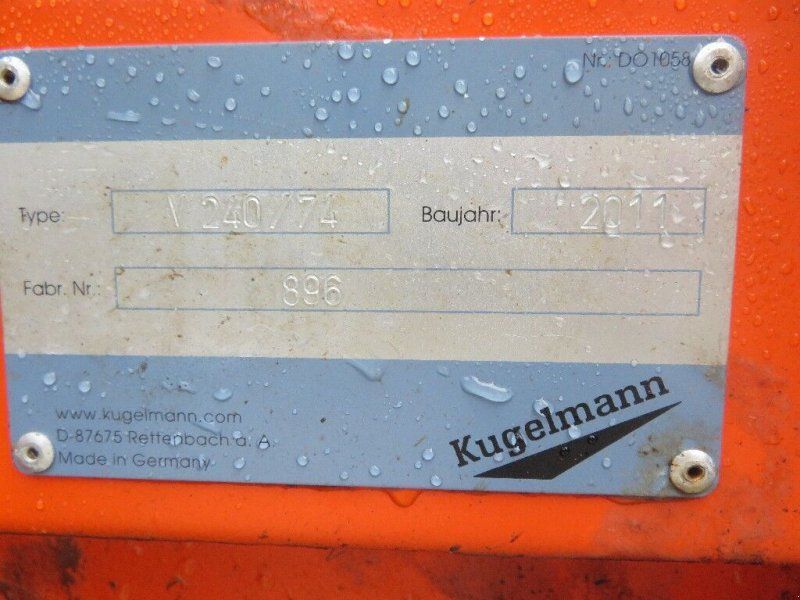 Nr.: DO1058
Type: V 240/74 Baujahr: 2011
Fabr. Nr.: 896
www.kugelmann.com
D-87675 Rettenbach a. A.
Made in Germany
Kugelmann